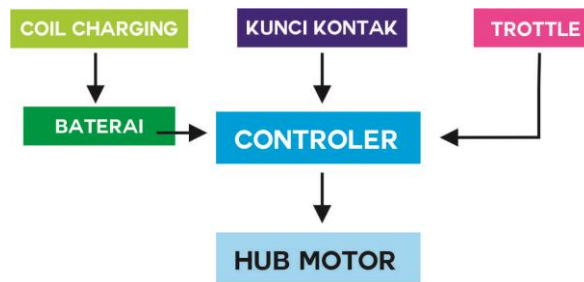 COIL CHARGING
KUNCI KONTAK
TROTTLE
BATERAI
CONTROLER
HUB MOTOR